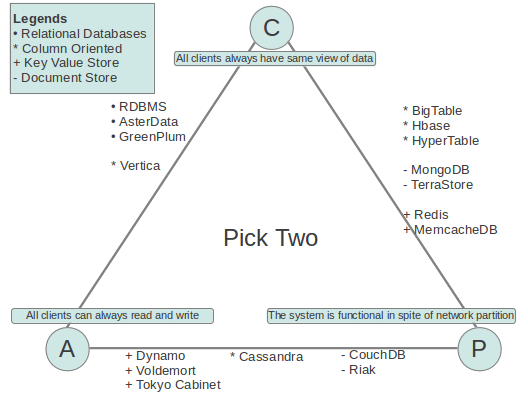 Legends
• Relational Databases
* Column Oriented
+ Key Value Store
- Document Store
C
All clients always have same view of data
• RDBMS
• AsterData
• GreenPlum
* Vertica
* BigTable
* Hbase
* HyperTable
- MongoDB
- TerraStore
+ Redis
+ MemcacheDB
Pick Two
All clients can always read and write
The system is functional in spite of network partition
A
P
+ Dynamo
+ Voldemort
+ Tokyo Cabinet
* Cassandra
- CouchDB
- Riak